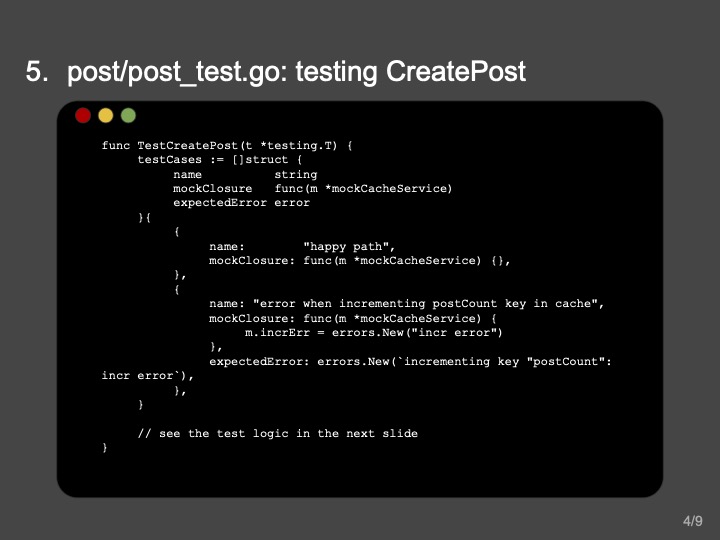 5. post/post_test.go: testing CreatePost
func TestCreatePost(t *testing.T) {
testCases := []struct {
name string
mockClosure func(m *mockCacheService)
expectedError error
}{
{
name: "happy path",
mockClosure: func(m *mockCacheService) {},
},
{
name: "error when incrementing postCount key in cache",
mockClosure: func(m *mockCacheService) {
m.incrErr = errors.New("incr error")
},
expectedError: errors.New(`incrementing key "postCount":
incr error`),
},
}
// see the test logic in the next slide
}
4/9